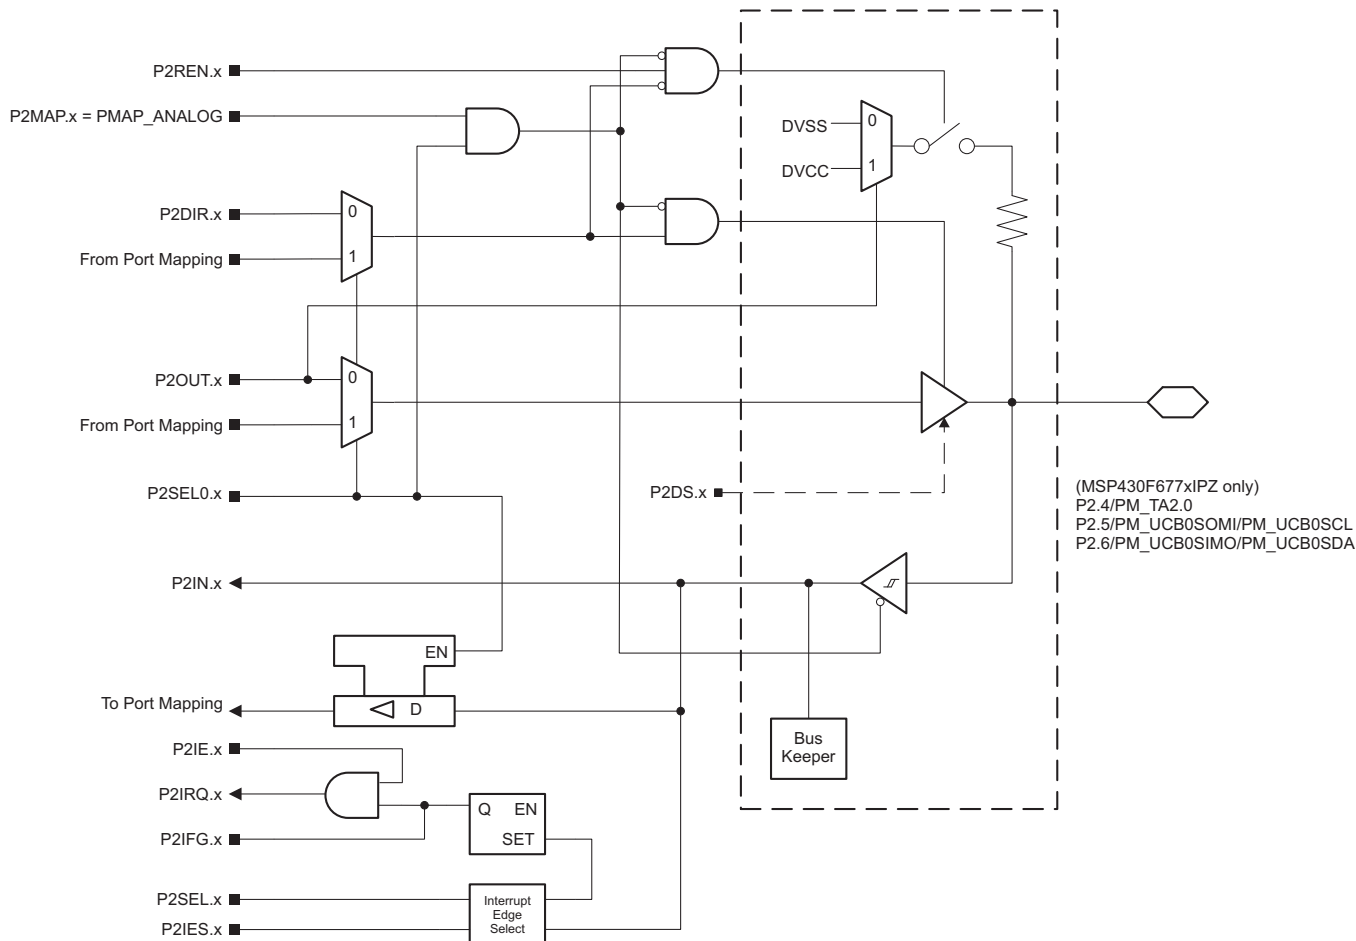 P2REN.x
P2MAP.x = PMAP_ANALOG
DVSS
0
DVCC
1
P2DIR.x
0
From Port Mapping
1
P2OUT.x
0
From Port Mapping
1
P2SEL0.x
P2DS.x
(MSP430F677xIPZ only)
P2.4/PM_TA2.0
P2.5/PM_UCB0SOMI/PM_UCB0SCL
P2.6/PM_UCB0SIMO/PM_UCB0SDA
P2IN.x
EN
To Port Mapping
D
Bus
Keeper
P2IE.x
P2IRQ.x
Q EN
SET
P2IFG.x
P2SEL.x
P2IES.x
Interrupt
Edge
Select